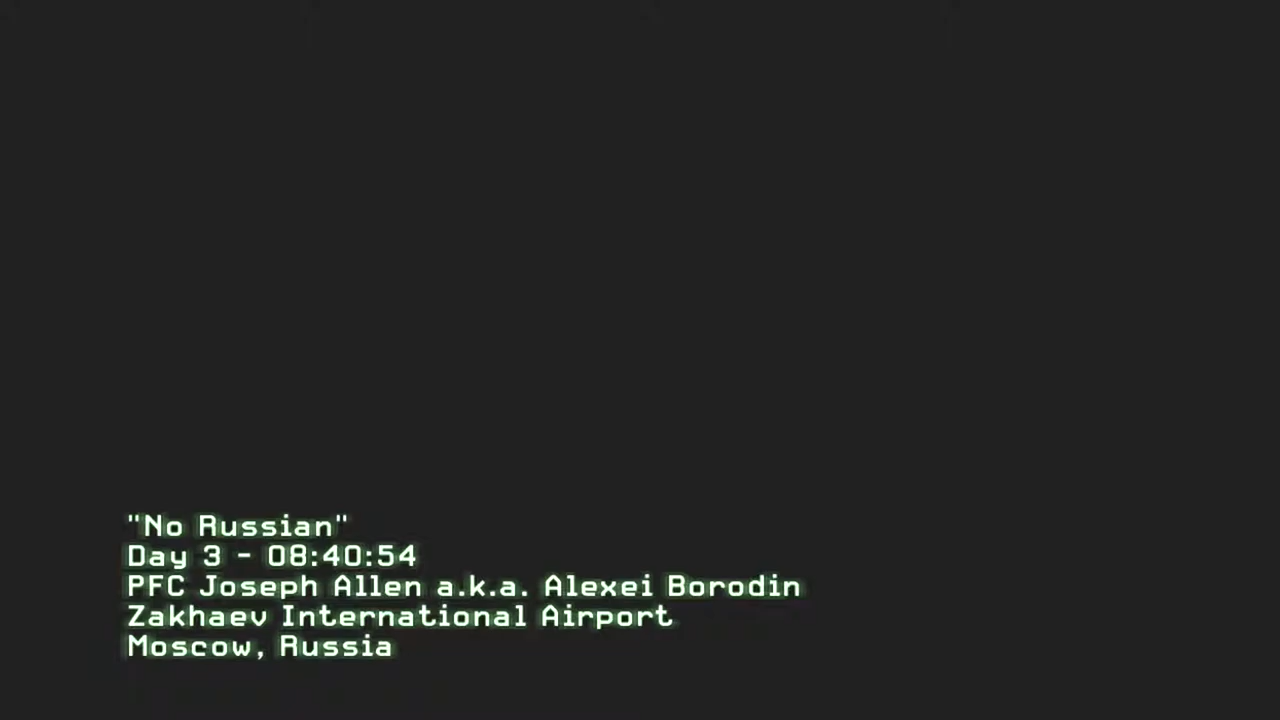 "No Russian"
Day 3 - 08:40:54
PFC Joseph Allen a.k.a. Alexei Borodin
Zakhaev International Airport
Moscow, Russia